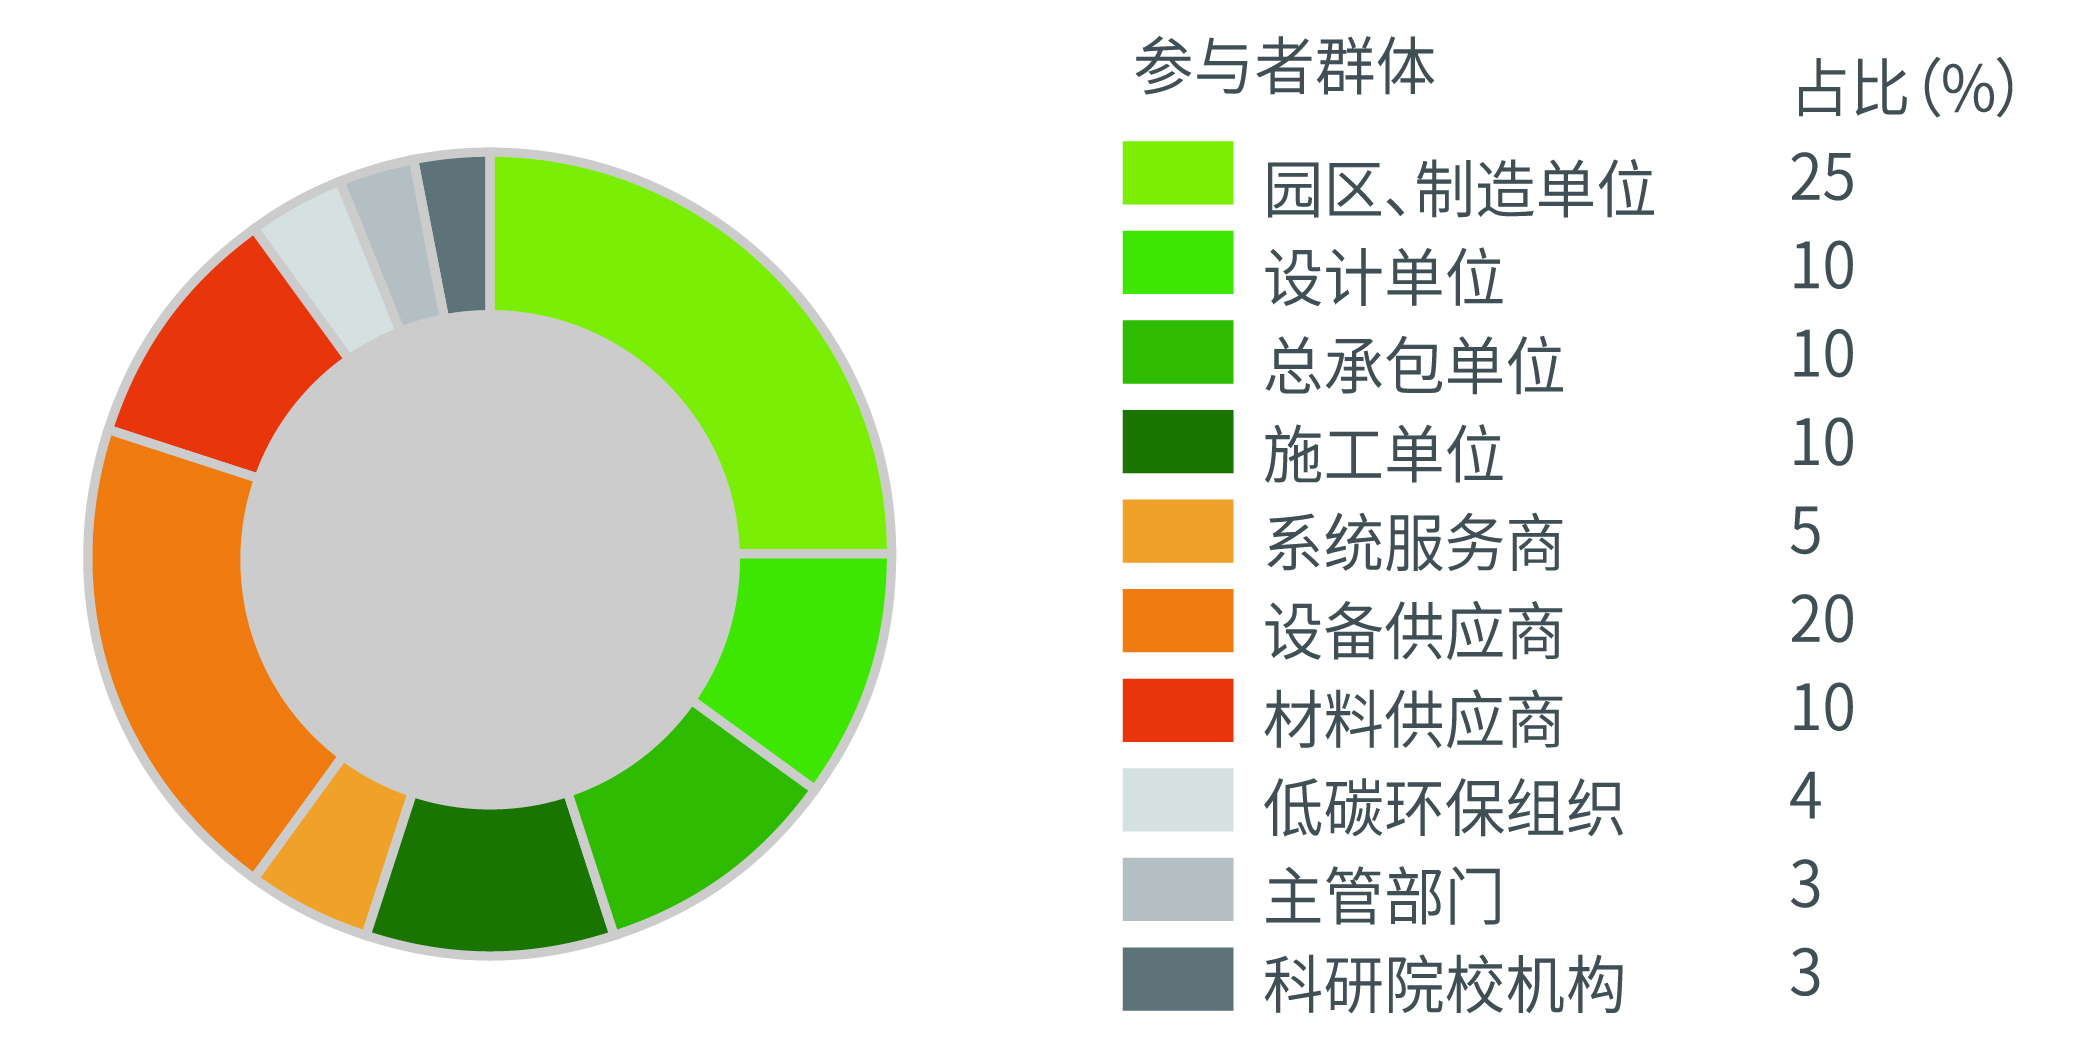 参与者群体 占比(%)
园区、制造单位 25
设计单位 10
总承包单位 10
施工单位 10
系统服务商 5
设备供应商 20
材料供应商 10
低碳环保组织 4
主管部门 3
科研院校机构 3